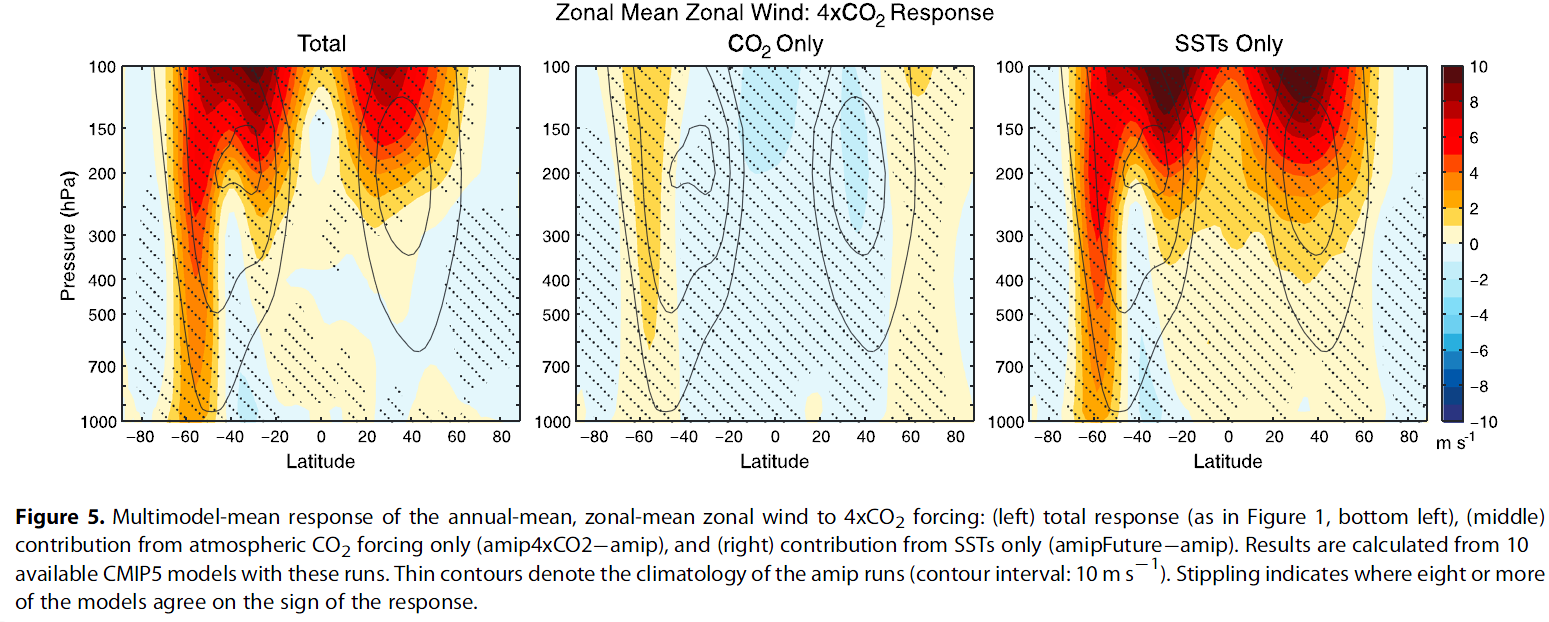 Zonal Mean Zonal Wind: 4xCO2 Response
Total
CO2 Only
SSTs Only
Pressure (hPa)
100
150
200
300
400
500
700
1000
−80 −60 −40 −20 0 20 40 60 80
Latitude
100
150
200
300
400
500
700
1000
−80 −60 −40 −20 0 20 40 60 80
Latitude
100
150
200
300
400
500
700
1000
−80 −60 −40 −20 0 20 40 60 80
Latitude
10
8
6
4
2
0
−2
−4
−6
−8
−10
m s-1
Figure 5. Multimodel-mean response of the annual-mean, zonal-mean zonal wind to 4xCO2 forcing: (left) total response (as in Figure 1, bottom left), (middle)
contribution from atmospheric CO2 forcing only (amip4xCO2−amip), and (right) contribution from SSTs only (amipFuture−amip). Results are calculated from 10
available CMIP5 models with these runs. Thin contours denote the climatology of the amip runs (contour interval: 10 m s−1). Stippling indicates where eight or more
of the models agree on the sign of the response.